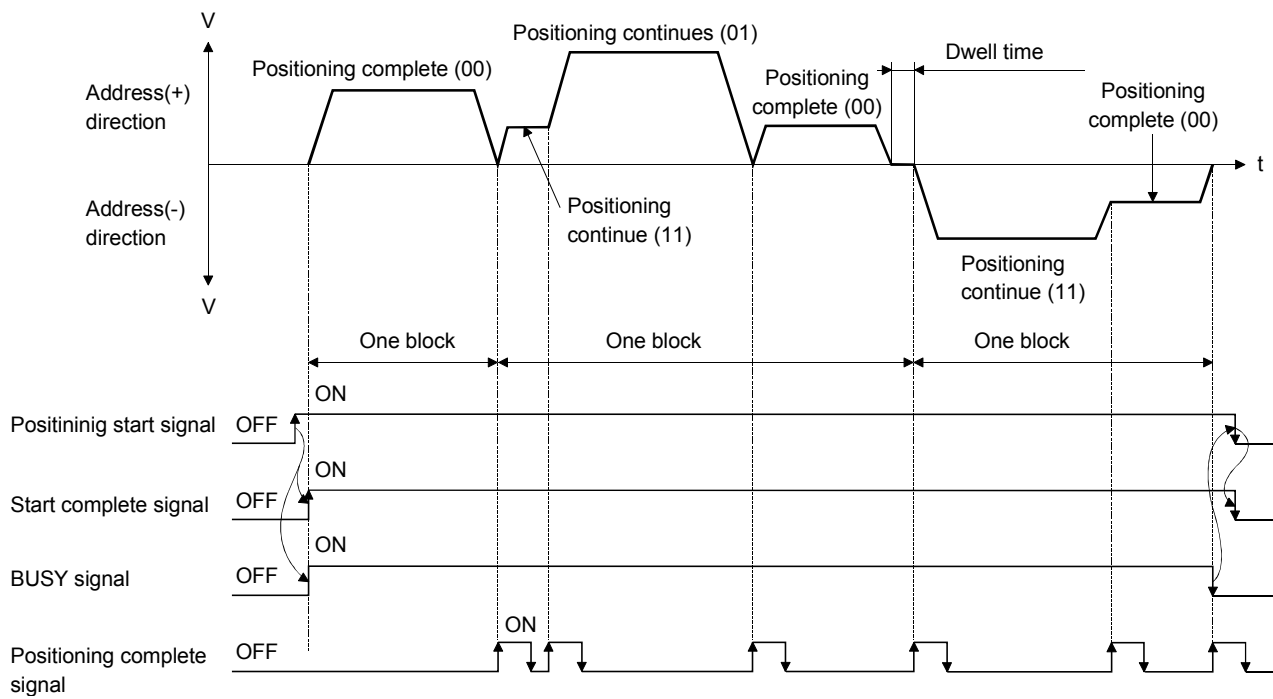 V
Positioning continues (01)
Positioning complete (00)
Dwell time
Positioning
complete (00)
Positioning
complete (00)
Address(+)
direction
t
Address(-)
direction
Positioning
continue (11)
Positioning
continue (11)
V
One block
One block
One block
ON
Positininig start signal
OFF
ON
Start complete signal
OFF
ON
BUSY signal
OFF
ON
Positioning complete
signal
OFF